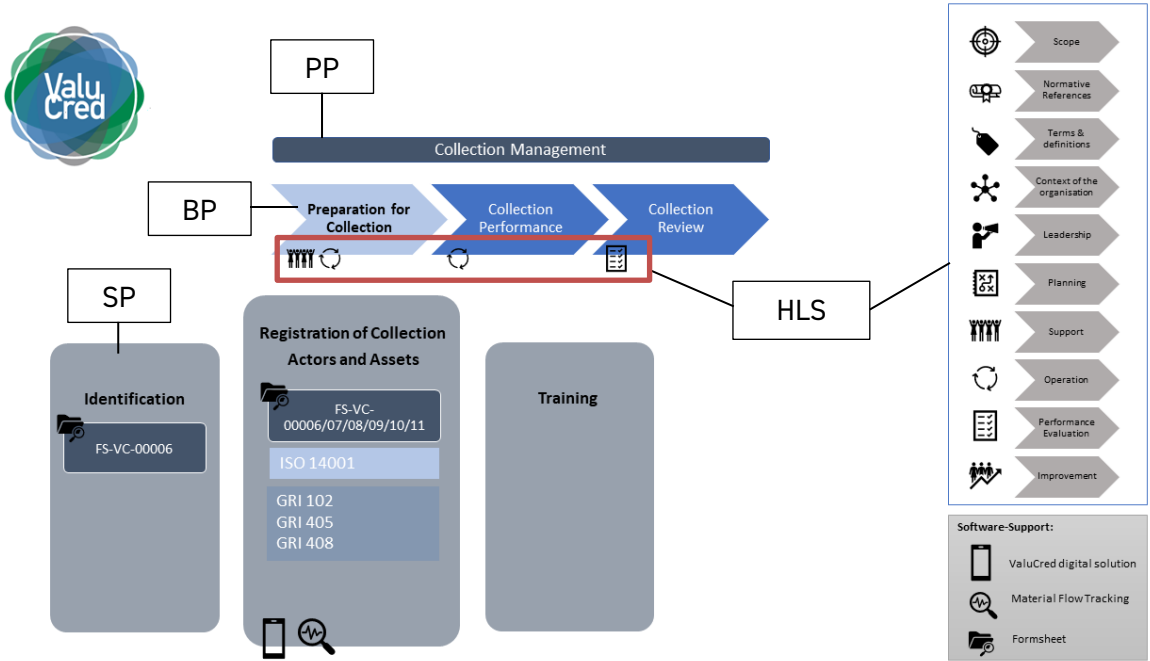 Valu
Cred
PP
Collection Management
BP
Preparation for
Collection
Collection
Performance
Collection
Review
HLS
SP
Identification
FS-VC-00006
Registration of Collection
Actors and Assets
FS-VC-
00006/07/08/09/10/11
ISO 14001
GRI 102
GRI 405
GRI 408
Training
Scope
Normative
References
Terms &
definitions
Context of the
organisation
Leadership
Planning
Support
Operation
Performance
Evaluation
Improvement
Software-Support:
ValuCred digital solution
Material Flow Tracking
Formsheet